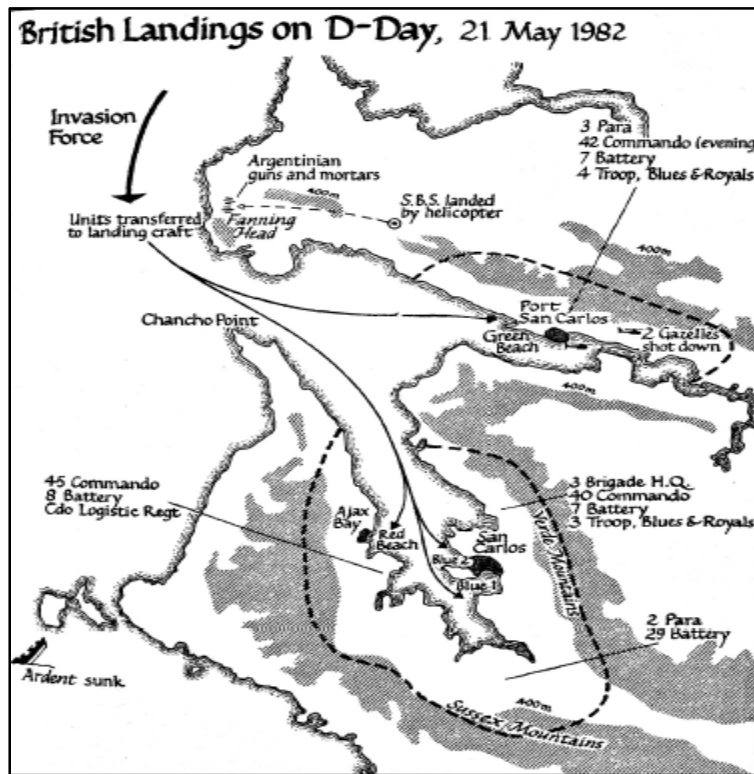 British Landings on D-Day, 21 May 1982
Invasion
Force
3 Para
42 Commando (evening)
7 Battery
4 Troop, Blues & Royals
Argentinian
guns and mortars
400m
S.B.S. landed
by helicopter
Fanning
Head
Units transferred
to landing craft
400m
Port
San Carlos
Chancho Point
Green
Beach
2 Gazelles
shot down
400m
45 Commando
8 Battery
Cdo Logistic Regt
3 Brigade H.Q.
40 Commando
7 Battery
3 Troop, Blues & Royals
Ajax
Bay
Red
Beach
San
Carlos
Blue 2
Blue 1
Verde Mountains
2 Para
29 Battery
Ardent sunk
400m
Sussex Mountains